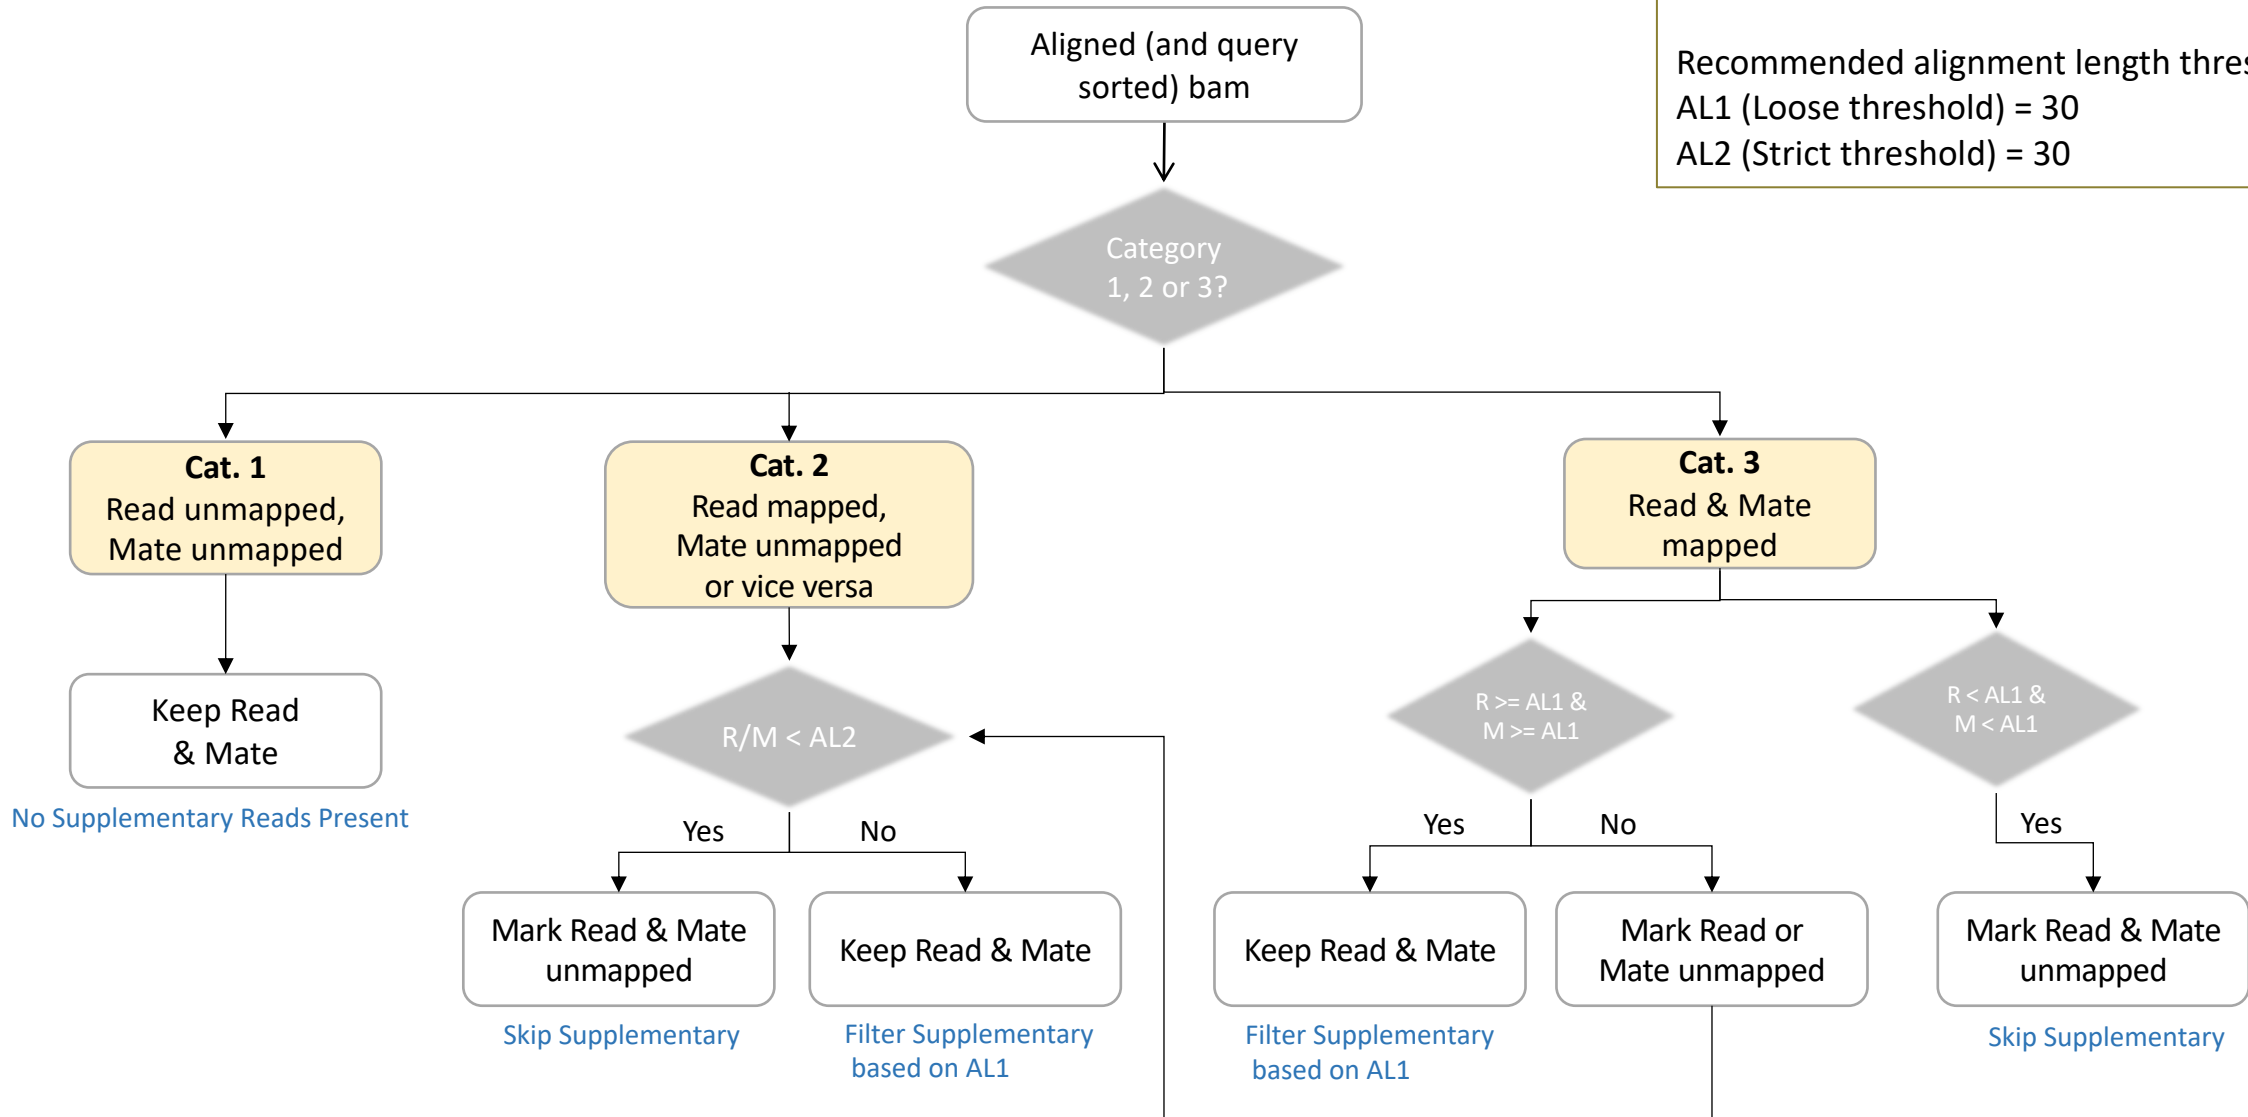 Aligned (and query
sorted) bam
Recommended alignment length
AL1 (Loose threshold) = 30
AL2 (Strict threshold) = 30
Category
1, 2 or 3?
Cat. 1
Read unmapped,
Mate unmapped
Cat. 2
Read mapped,
Mate unmapped
or vice versa
Cat. 3
Read & Mate
mapped
Keep Read
& Mate
No Supplementary Reads Present
R/M < AL2
R >= AL1 &
M >= AL1
R < AL1 &
M < AL1
Yes
No
Yes
No
Yes
Mark Read & Mate
unmapped
Skip Supplementary
Keep Read & Mate
Filter Supplementary
based on AL1
Keep Read & Mate
Filter Supplementary
based on AL1
Mark Read or
Mate unmapped
Mark Read & Mate
unmapped
Skip Supplementary